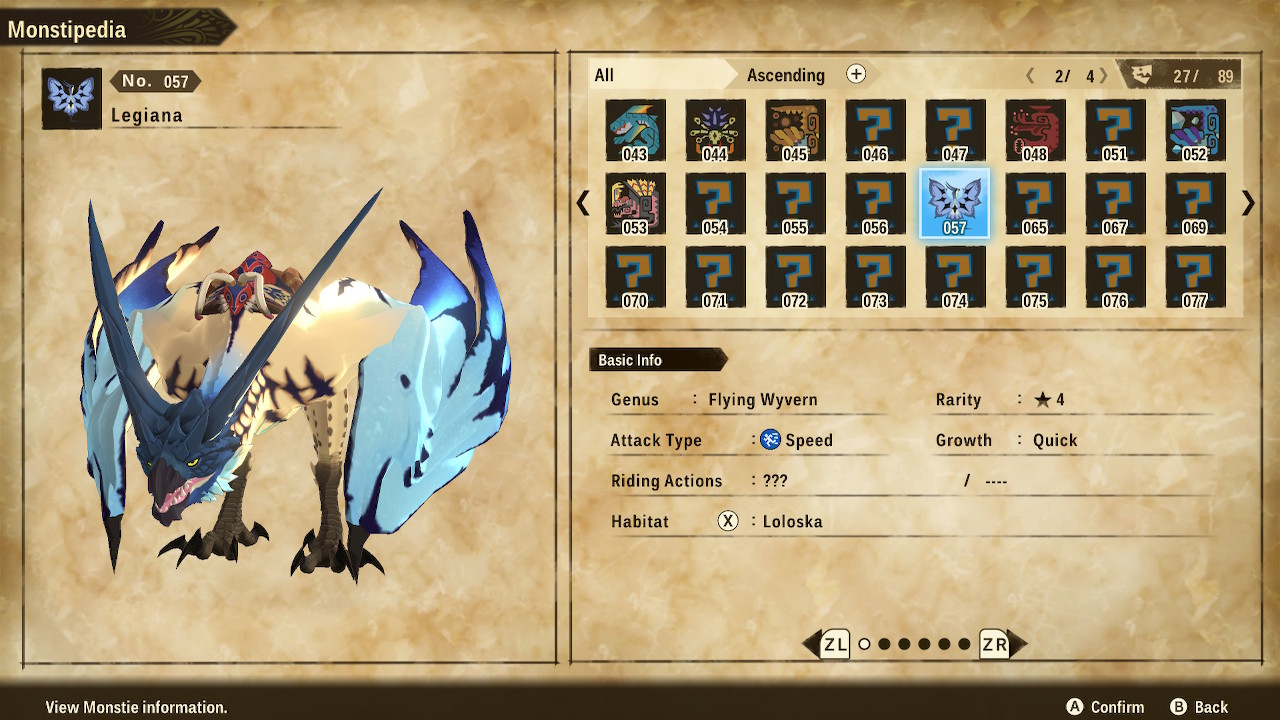 Monstipedia
No. 057
Legiana
All
Ascending +
2/ 4
27/ 89
043 044 045 ? 046 ? 047 048 ? 051 052
053 ? 054 ? 055 ? 056 057 ? 065 ? 067 ? 069
? 070 ? 071 ? 072 ? 073 ? 074 ? 075 ? 076 ? 077
Basic Info
Genus : Flying Wyvern
Rarity : ★ 4
Attack Type : Speed
Growth : Quick
Riding Actions : ??? / ----
Habitat X : Loloska
ZL ZR
View Monstie information.
A Confirm B Back